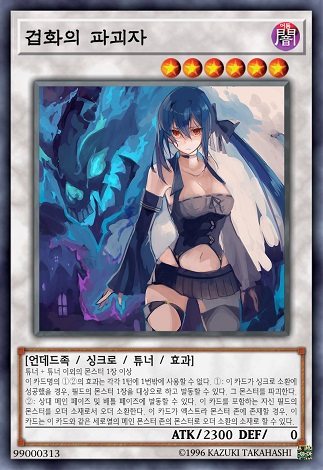 검화의 파괴자
어둠
闇
[언데드족 / 싱크로 / 튜너 / 효과]
튜너 + 튜너 이외의 몬스터 1장 이상
이 카드명의 ①②의 효과는 각각 1턴에 1번밖에 사용할 수 없다. ①: 이 카드가 싱크로 소환에
성공했을 경우, 필드의 몬스터 1장을 대상으로 하고 발동할 수 있다. 그 몬스터를 파괴한다.
②: 상대 메인 페이즈 및 배틀 페이즈에 발동할 수 있다. 이 카드를 포함하는 자신 필드의
몬스터를 오더 소재로서 오더 소환한다. 이 카드가 엑스트라 몬스터 존에 존재할 경우, 이
카드는 이 카드와 같은 세로열의 메인 몬스터 존의 몬스터로 오더 소환의 소재로 할 수 있다.
ATK/2300 DEF/ 0
99000313
©1996 KAZUKI TAKAHASHI